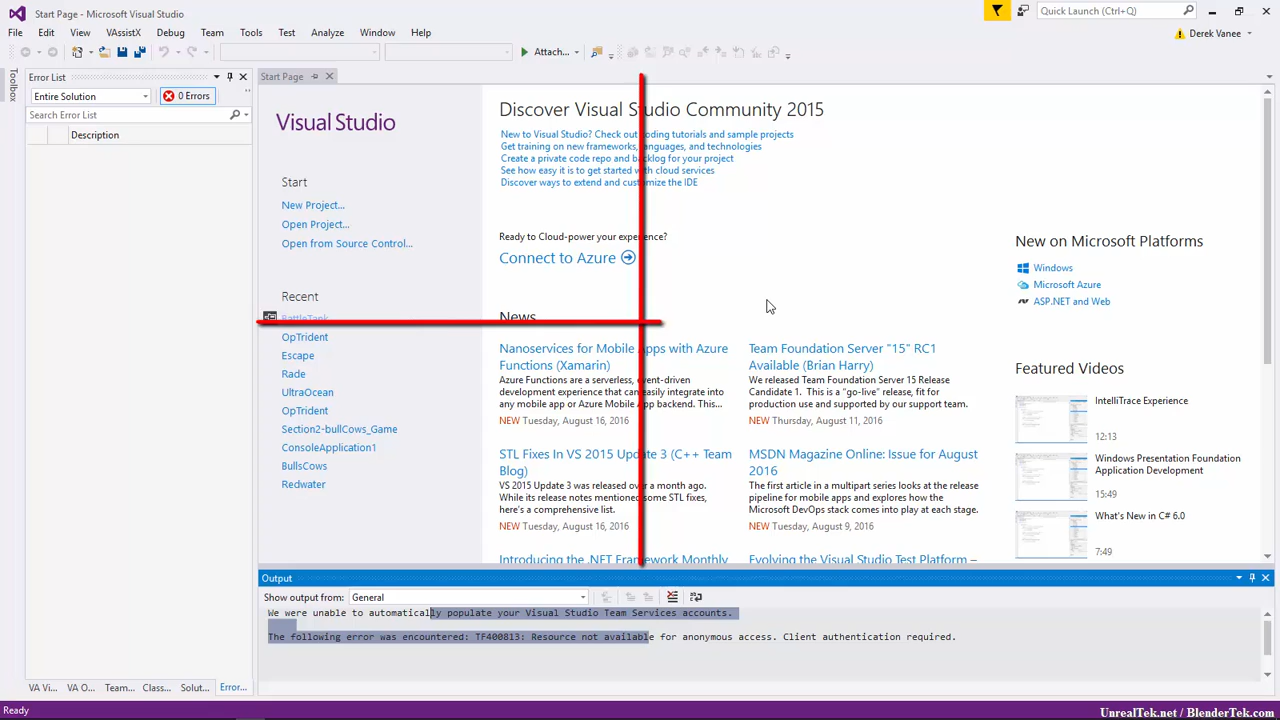 Start Page - Microsoft Visual Studio
Quick Launch (Ctrl+Q)
File Edit View VAssistX Debug Team Tools Test Analyze Window Help
Derek Vanee
Attach...
Toolbox
Error List
Entire Solution
0 Errors
Search Error List
Description
Start Page
Visual Studio
Start
New Project...
Open Project...
Open from Source Control...
Recent
BattleTank
OpTrident
Escape
Rade
UltraOcean
OpTrident
Section2-bullCows_Game
ConsoleApplication1
BullsCows
Redwater
Discover Visual Studio Community 2015
New to Visual Studio? Check out coding tutorials and sample projects
Get training on new frameworks, languages, and technologies
Create a private code repo and backlog for your project
See how easy it is to get started with cloud services
Discover ways to extend and customize the IDE
Ready to Cloud-power your experience?
Connect to Azure
News
Nanoservices for Mobile Apps with Azure
Functions (Xamarin)
Azure Functions are a serverless, event-driven
development experience that can easily integrate into
any mobile app or Azure Mobile App backend. This...
NEW Tuesday, August 16, 2016
STL Fixes In VS 2015 Update 3 (C++ Team
Blog)
VS 2015 Update 3 was released over a month ago.
While its release notes mentioned some STL fixes,
here's a comprehensive list.
NEW Tuesday, August 16, 2016
Introducing the .NET Framework Monthly
Team Foundation Server "15" RC1
Available (Brian Harry)
We released Team Foundation Server 15 Release
Candidate 1. This is a "go-live" release, fit for
production use and supported by our support team.
NEW Thursday, August 11, 2016
MSDN Magazine Online: Issue for August
2016
The first article in a multipart series looks at the release
pipeline for mobile apps and explores how the
Microsoft DevOps stack comes into play at each stage.
NEW Tuesday, August 9, 2016
Evolving the Visual Studio Test Platform –
New on Microsoft Platforms
Windows
Microsoft Azure
ASP.NET and Web
Featured Videos
IntelliTrace Experience
12:13
Windows Presentation Foundation
Application Development
15:49
What's New in C# 6.0
7:49
Output
Show output from: General
We were unable to automatically populate your Visual Studio Team Services accounts.
The following error was encountered: TF400813: Resource not available for anonymous access. Client authentication required.
VA Vi... VA O... Team... Class... Solut... Error...
Ready
UnrealTek.net / BlenderTek.com